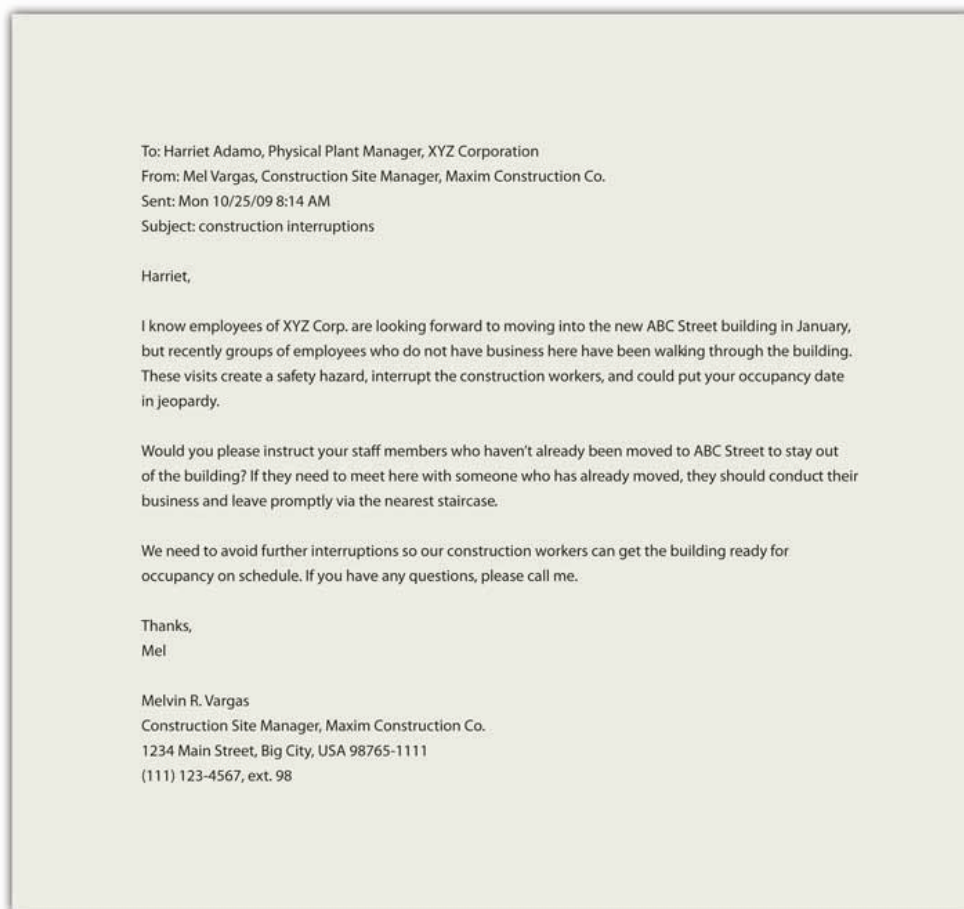 To: Harriet Adamo, Physical Plant Manager, XYZ Corporation
From: Mel Vargas, Construction Site Manager, Maxim Construction Co.
Sent: Mon 10/25/09 8:14 AM
Subject: construction interruptions
Harriet,
I know employees of XYZ Corp. are looking forward to moving into the new ABC Street building in January,
but recently groups of employees who do not have business here have been walking through the building.
These visits create a safety hazard, interrupt the construction workers, and could put your occupancy date
in jeopardy.
Would you please instruct your staff members who haven't already been moved to ABC Street to stay out
of the building? If they need to meet here with someone who has already moved, they should conduct their
business and leave promptly via the nearest staircase.
We need to avoid further interruptions so our construction workers can get the building ready for
occupancy on schedule. If you have any questions, please call me.
Thanks,
Mel
Melvin R. Vargas
Construction Site Manager, Maxim Construction Co.
1234 Main Street, Big City, USA 98765-1111
(111) 123-4567, ext. 98